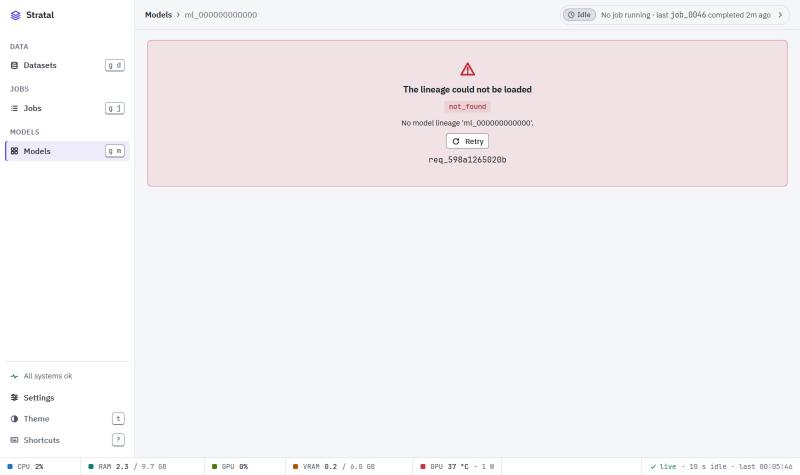 Stratal
Models > ml_000000000000
Idle
No job running · last job_0046 completed 2m ago
DATA
Datasets
g d
JOBS
Jobs
g j
MODELS
Models
g m
The lineage could not be loaded
not_found
No model lineage 'ml_000000000000'.
Retry
req_598a1265020b
All systems ok
Settings
Theme
t
Shortcuts
?
CPU 2%
RAM 2.3 / 9.7 GB
GPU 0%
VRAM 0.2 / 6.0 GB
GPU 37 °C · 1 W
live · 10 s idle · last 00:05:46